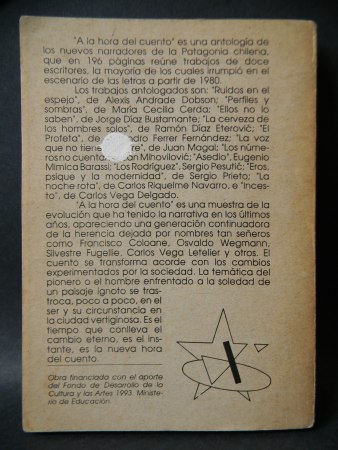 "A la hora del cuento" es una antología de
los nuevos narradores de la Patagonia chilena,
que en 196 páginas reúne trabajos de doce
escritores, la mayoría de los cuales irrumpió en el
escenario de las letras a partir de 1980.
Los trabajos antologados son: "Ruidos en el
espejo", de Alexis Andrade Dobson; "Perfiles y
sombras", de María Cecilia Cerda; "Ellos no lo
saben", de Jorge Díaz Bustamante; "La cerveza
de los hombres solos", de Ramón Díaz Eterović; "El
Profeta", de Ferrer Fernández; "La voz
que no tiene", de Juan Magal; "Los núme-
ros no cuentan", Mihovilovic; "Asedio", Eugenio
Mimica Barassi; "Los Rodríguez", Sergio Pesutić; "Eros,
psique y la modernidad", de Sergio Prieto; "La
noche rota", de Carlos Riquelme Navarro, e "Inces-
to", de Carlos Vega Delgado.
"A la hora del cuento" es una muestra de la
evolución que ha tenido la narrativa en los últimos
años, apareciendo una generación continuadora
de la herencia dejada por nombres tan señeros
como Francisco Coloane, Osvaldo Wegmann,
Silvestre Fugellie, Carlos Vega Letelier y otros. El
cuento se transforma acorde con los cambios
experimentados por la sociedad. La temática del
pionero o el hombre enfrentado a la soledad de
un paisaje ignoto se tras-
troca, poco a poco, en el
ser y su circunstancia en
la ciudad vertiginosa. Es el
tiempo que conlleva el
cambio eterno, es el ins-
tante, es la nueva hora
del cuento.
Obra financiada con el aporte
del Fondo de Desarrollo de la
Cultura y las Artes 1993. Ministe-
rio de Educación.